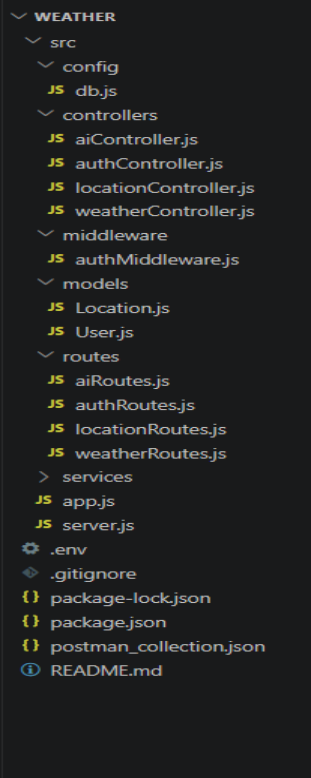 WEATHER
src
config
JS db.js
controllers
JS aiController.js
JS authController.js
JS locationController.js
JS weatherController.js
middleware
JS authMiddleware.js
models
JS Location.js
JS User.js
routes
JS aiRoutes.js
JS authRoutes.js
JS locationRoutes.js
JS weatherRoutes.js
services
JS app.js
JS server.js
.env
.gitignore
{} package-lock.json
{} package.json
{} postman_collection.json
README.md